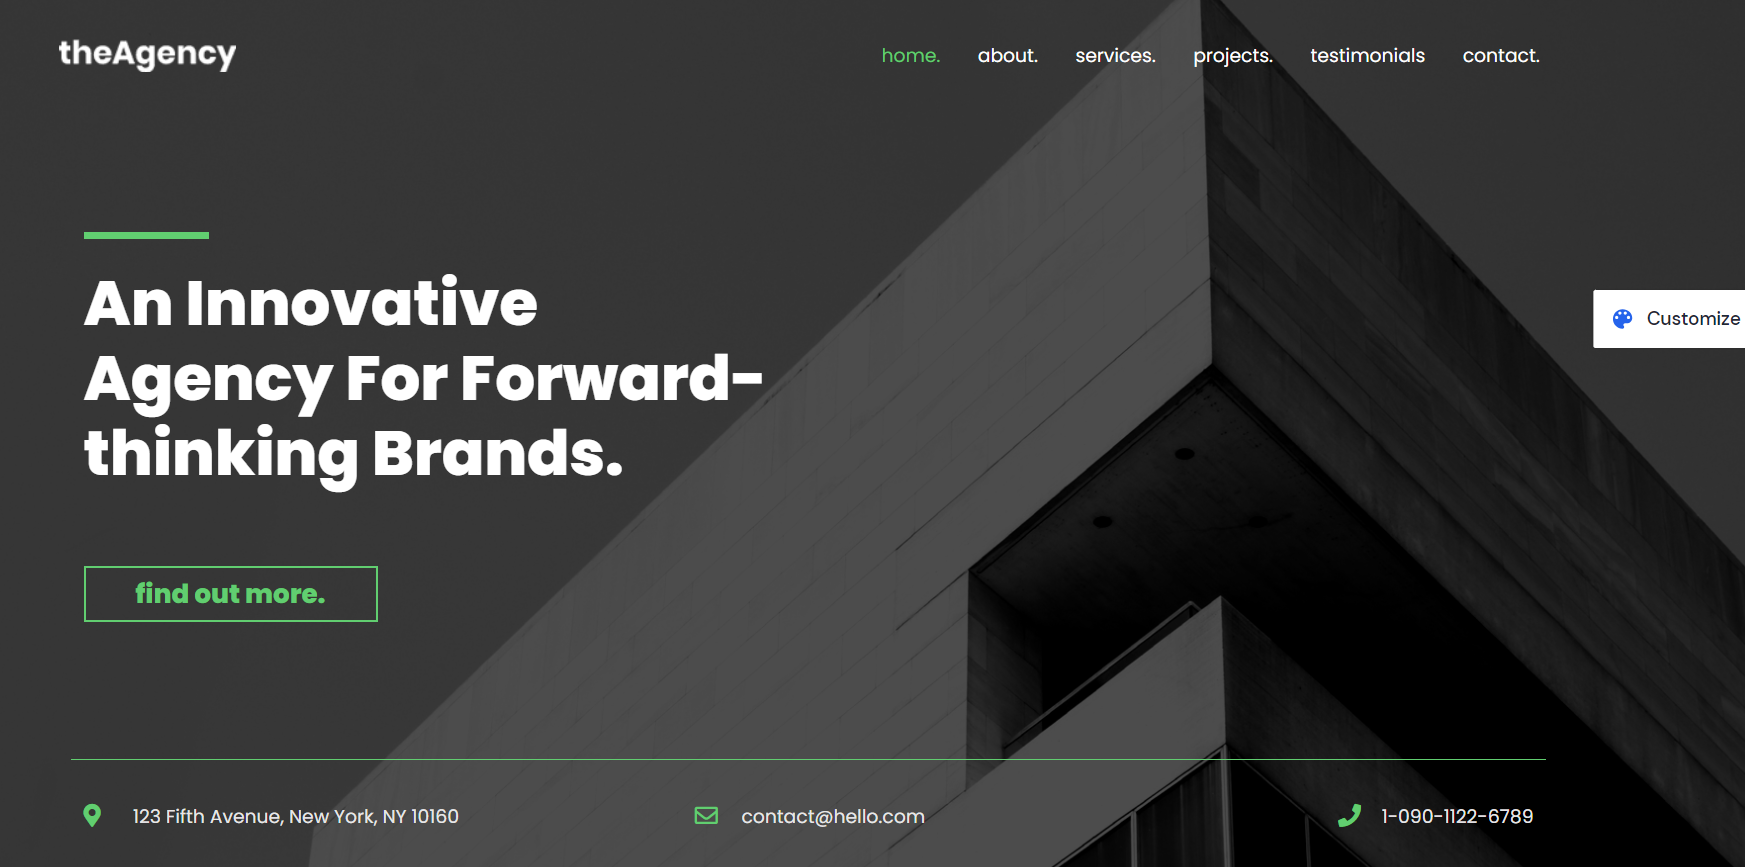 theAgency
home. about. services. projects. testimonials contact.
An Innovative
Agency For Forward-
thinking Brands.
Customize
find out more.
123 Fifth Avenue, New York, NY 10160
contact@hello.com
1-090-1122-6789